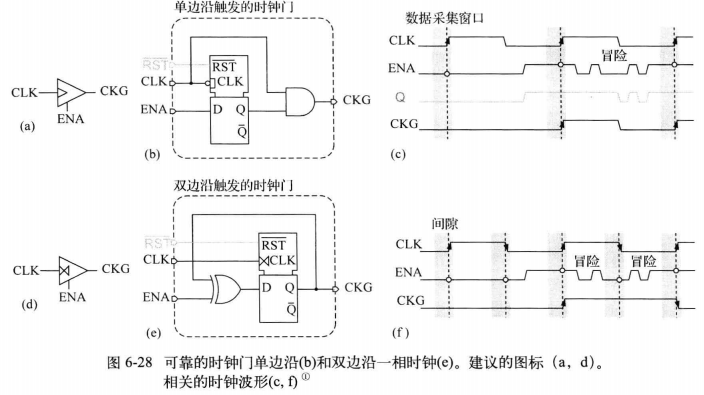 单边沿触发的时钟门
RST
RST
CLK
CLK
ENA
D
Q
Q
CKG
(b)
CLK
CKG
ENA
(a)
数据采集窗口
CLK
冒险
ENA
Q
CKG
(c)
双边沿触发的时钟门
RST
RST
CLK
CLK
ENA
D
Q
Q
CKG
(e)
CLK
CKG
ENA
(d)
间隙
CLK
冒险
冒险
ENA
CKG
(f)
图 6-28 可靠的时钟门单边沿(b)和双边沿一相时钟(e)。建议的图标（a，d）。
相关的时钟波形(c, f)①